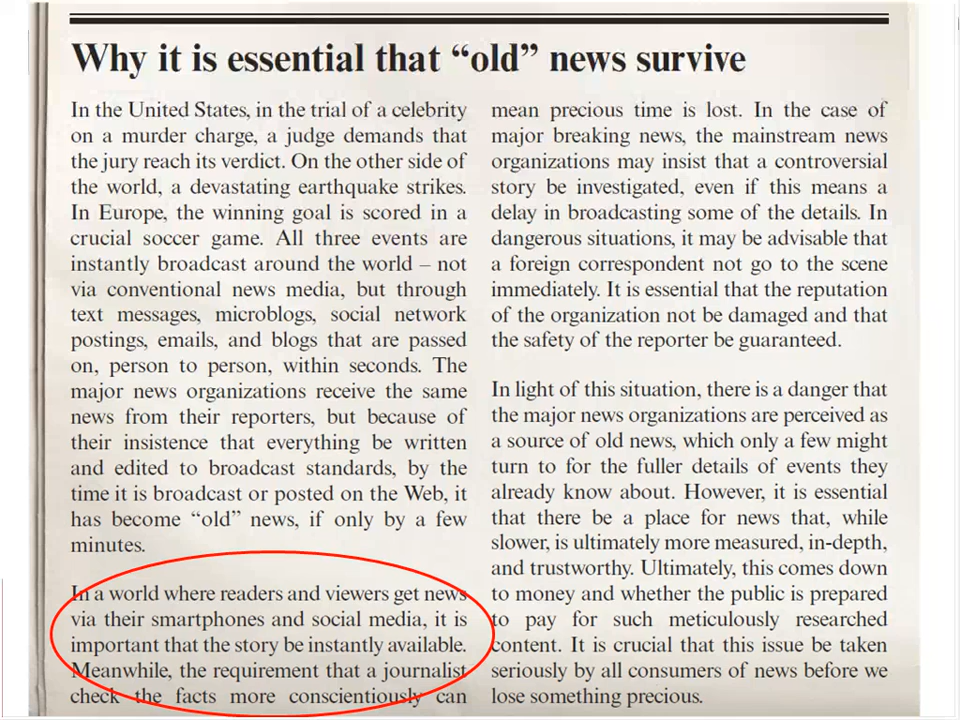 Why it is essential that “old” news survive
In the United States, in the trial of a celebrity
on a murder charge, a judge demands that
the jury reach its verdict. On the other side of
the world, a devastating earthquake strikes.
In Europe, the winning goal is scored in a
crucial soccer game. All three events are
instantly broadcast around the world – not
via conventional news media, but through
text messages, microblogs, social network
postings, emails, and blogs that are passed
on, person to person, within seconds. The
major news organizations receive the same
news from their reporters, but because of
their insistence that everything be written
and edited to broadcast standards, by the
time it is broadcast or posted on the Web, it
has become “old” news, if only by a few
minutes.
In a world where readers and viewers get news
via their smartphones and social media, it is
important that the story be instantly available.
Meanwhile, the requirement that a journalist
check the facts more conscientiously can
mean precious time is lost. In the case of
major breaking news, the mainstream news
organizations may insist that a controversial
story be investigated, even if this means a
delay in broadcasting some of the details. In
dangerous situations, it may be advisable that
a foreign correspondent not go to the scene
immediately. It is essential that the reputation
of the organization not be damaged and that
the safety of the reporter be guaranteed.
In light of this situation, there is a danger that
the major news organizations are perceived as
a source of old news, which only a few might
turn to for the fuller details of events they
already know about. However, it is essential
that there be a place for news that, while
slower, is ultimately more measured, in-depth,
and trustworthy. Ultimately, this comes down
to money and whether the public is prepared
to pay for such meticulously researched
content. It is crucial that this issue be taken
seriously by all consumers of news before we
lose something precious.